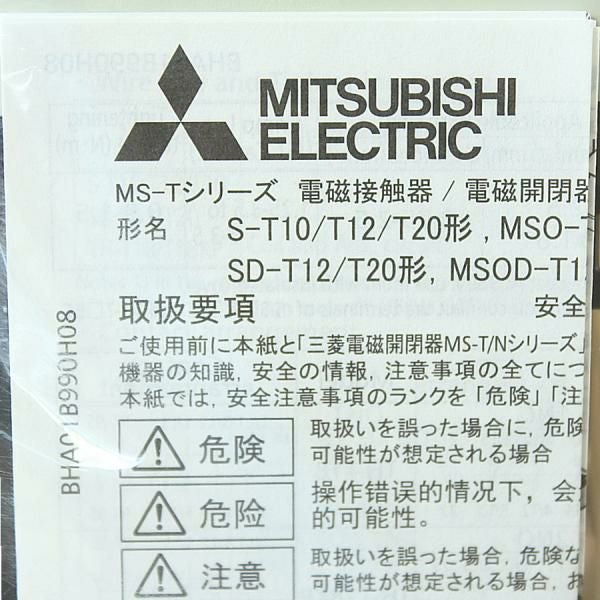 MITSUBISHI
ELECTRIC
MS-Tシリーズ 電磁接触器 / 電磁開閉器
形名 S-T10/T12/T20形 , MSO-T
SD-T12/T20形, MSOD-T1
取扱要項 安全
ご使用前に本紙と「三菱電磁開閉器MS-T/Nシリーズ」
機器の知識, 安全の情報, 注意事項の全てにつ
本紙では, 安全注意事項のランクを「危険」「注
危険 取扱いを誤った場合に, 危険
可能性が想定される場合
危险 操作错误的情况下，会
的可能性。
注意 取扱いを誤った場合, 危険な
可能性が想定される場合, お
BHA01B990H08